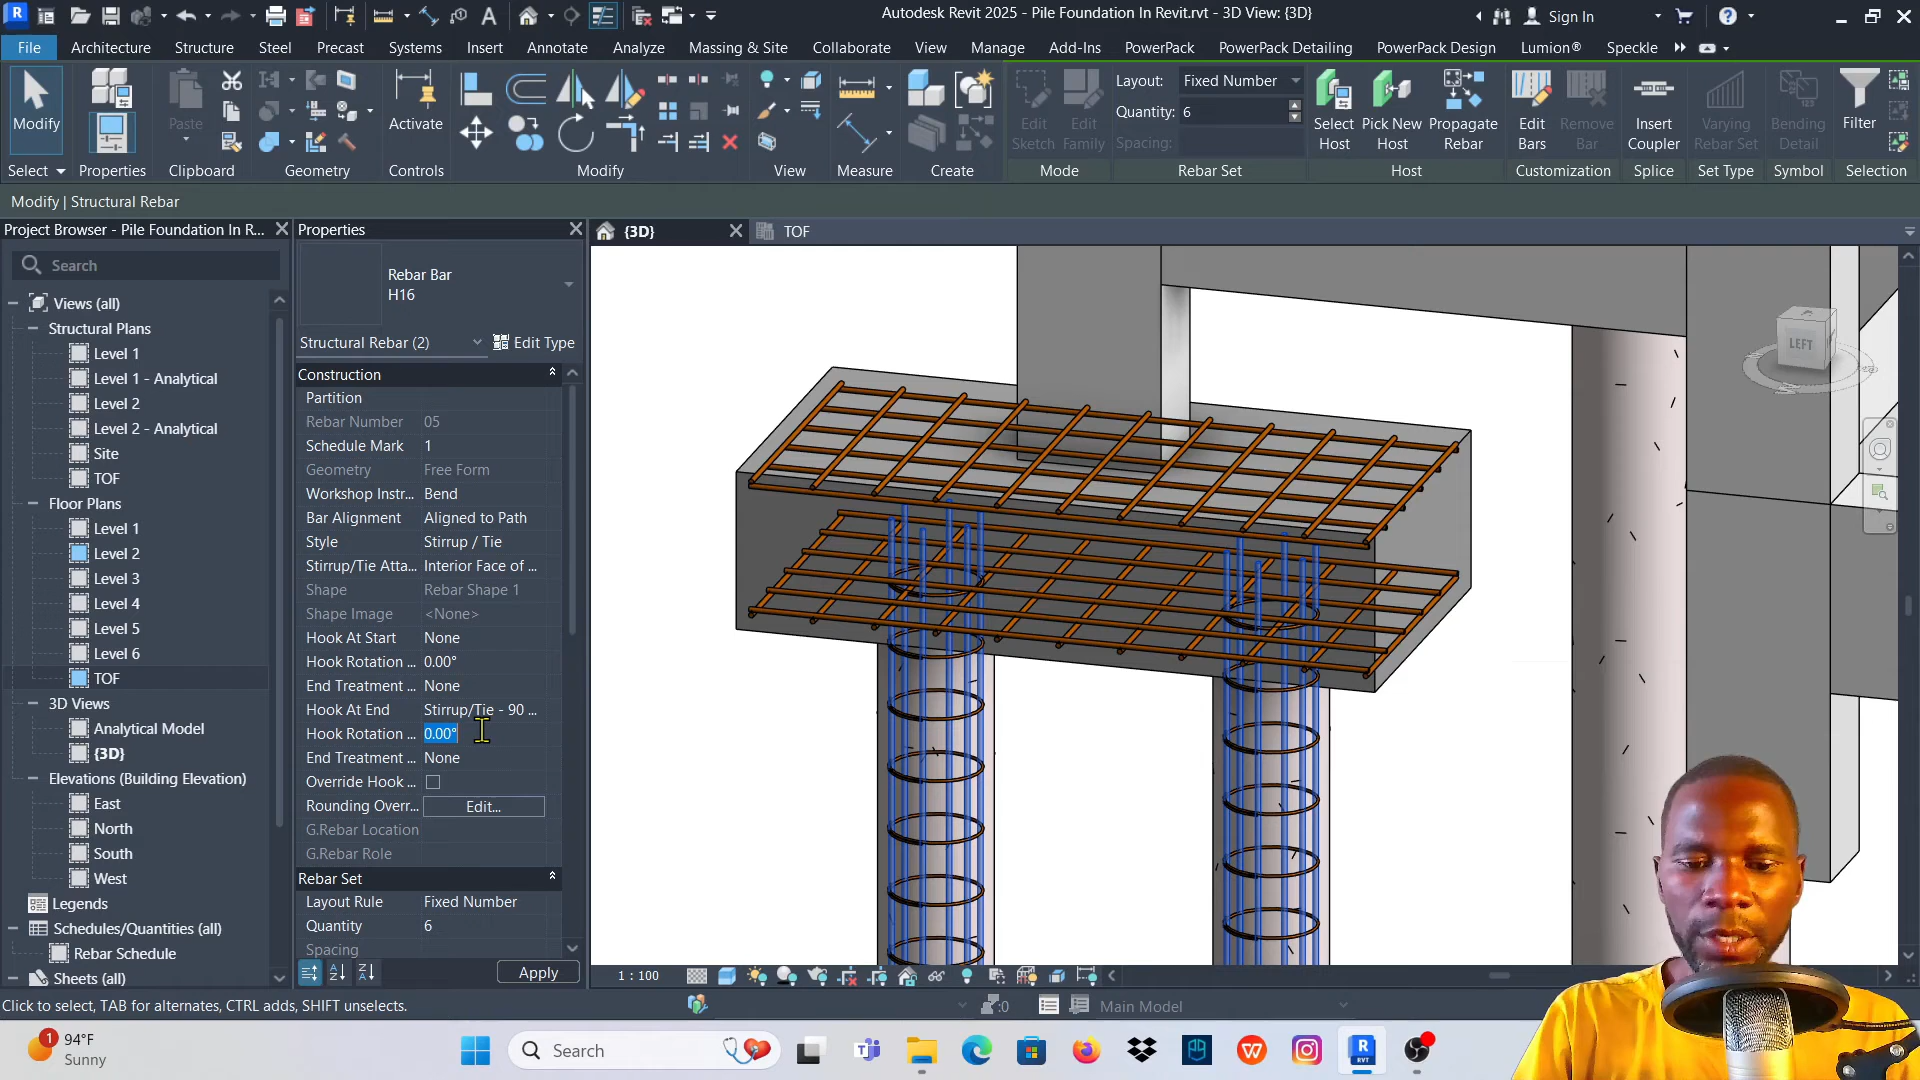 Autodesk Revit 2025 - Pile Foundation In Revit.rvt - 3D View: {3D}
Sign In
File
Architecture
Structure
Steel
Precast
Systems
Insert
Annotate
Analyze
Massing & Site
Collaborate
View
Manage
Add-Ins
PowerPack
PowerPack Detailing
PowerPack Design
Lumion®
Speckle
Modify
Paste
Activate
Layout: Fixed Number
Quantity: 6
Spacing:
Edit Sketch
Edit Family
Select Host
Pick New Host
Propagate Rebar
Edit Bars
Remove Bar
Insert Coupler
Varying Rebar Set
Bending Detail
Filter
Select
Properties
Clipboard
Geometry
Controls
Modify
View
Measure
Create
Mode
Rebar Set
Host
Customization
Splice
Set Type
Symbol
Selection
Modify | Structural Rebar
Project Browser - Pile Foundation In R...
Search
Views (all)
Structural Plans
Level 1
Level 1 - Analytical
Level 2
Level 2 - Analytical
Site
TOF
Floor Plans
Level 1
Level 2
Level 3
Level 4
Level 5
Level 6
TOF
3D Views
Analytical Model
{3D}
Elevations (Building Elevation)
East
North
South
West
Legends
Schedules/Quantities (all)
Rebar Schedule
Sheets (all)
Properties
Rebar Bar
H16
Structural Rebar (2)
Edit Type
Construction
Partition
Rebar Number 05
Schedule Mark 1
Geometry Free Form
Workshop Instr... Bend
Bar Alignment Aligned to Path
Style Stirrup / Tie
Stirrup/Tie Atta... Interior Face of ...
Shape Rebar Shape 1
Shape Image <None>
Hook At Start None
Hook Rotation ... 0.00°
End Treatment ... None
Hook At End Stirrup/Tie - 90 ...
Hook Rotation ... 0.00°
End Treatment ... None
Override Hook ...
Rounding Overr... Edit...
G.Rebar Location
G.Rebar Role
Rebar Set
Layout Rule Fixed Number
Quantity 6
Spacing
Apply
{3D}
TOF
LEFT
1 : 100
Click to select, TAB for alternates, CTRL adds, SHIFT unselects.
:0
Main Model
1
94°F
Sunny
Search